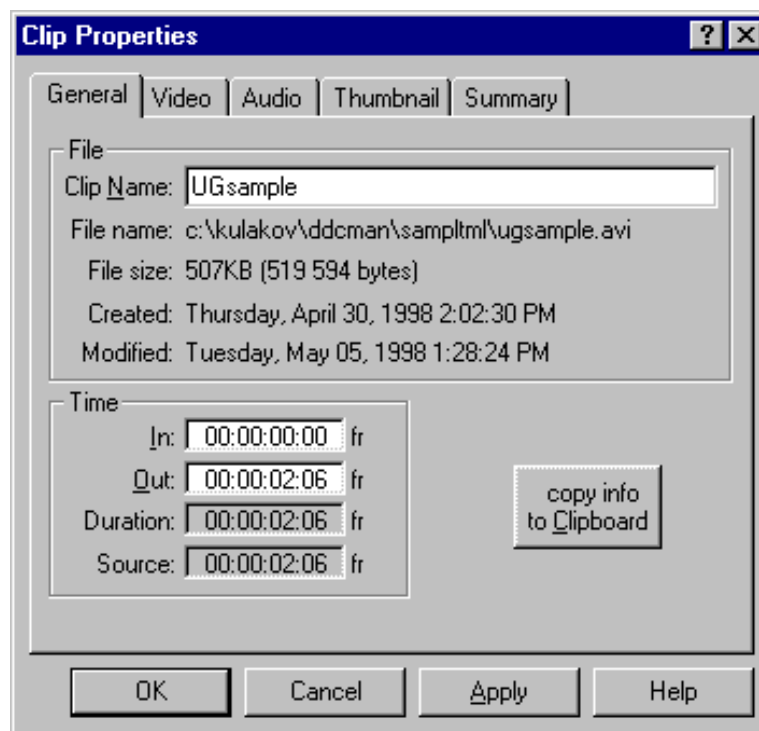 Clip Properties
General Video Audio Thumbnail Summary
File
Clip Name: UGsample
File name: c:\kulakov\ddcman\sampltml\ugsample.avi
File size: 507KB (519 594 bytes)
Created: Thursday, April 30, 1998 2:02:30 PM
Modified: Tuesday, May 05, 1998 1:28:24 PM
Time
In: 00:00:00:00 fr
Out: 00:00:02:06 fr
Duration: 00:00:02:06 fr
Source: 00:00:02:06 fr
copy info
to Clipboard
OK Cancel Apply Help